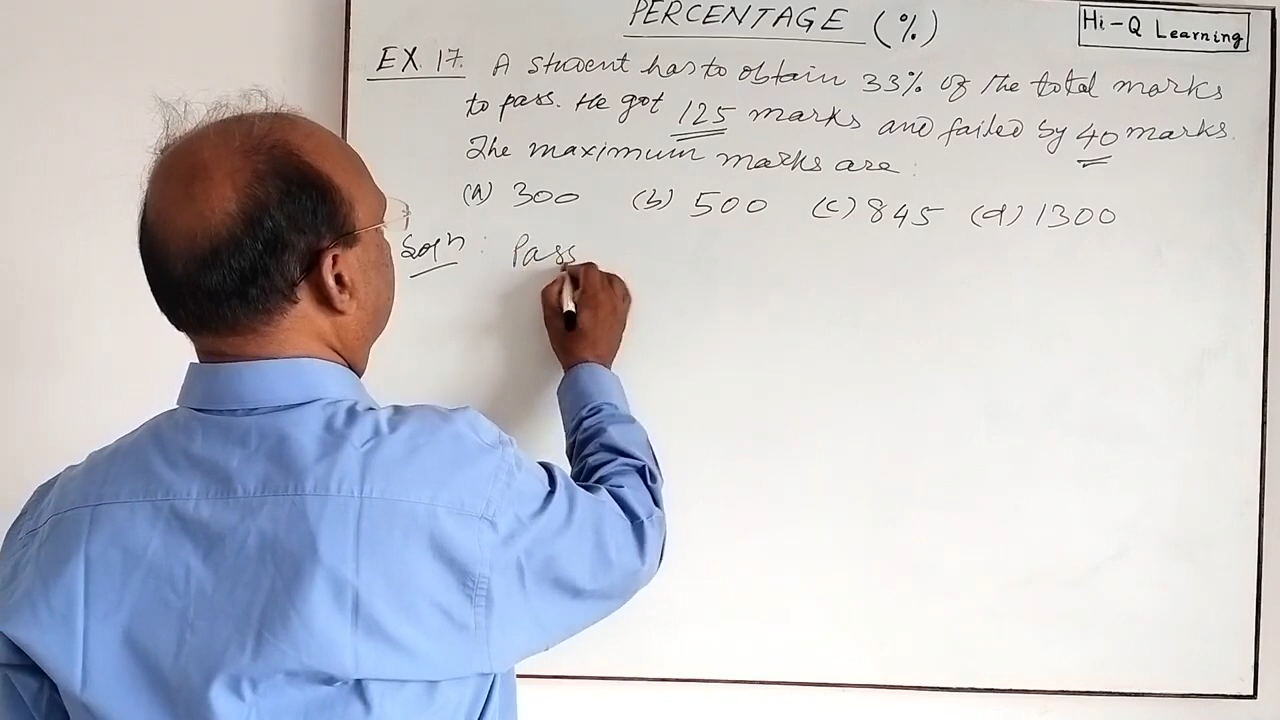 PERCENTAGE (%)
Hi-Q Learning
EX. 17. A student has to obtain 33% of the total marks
to pass. He got 125 marks and failed by 40 marks.
The maximum marks are:
(a) 300 (b) 500 (c) 845 (d) 1300
Solⁿ : Pass